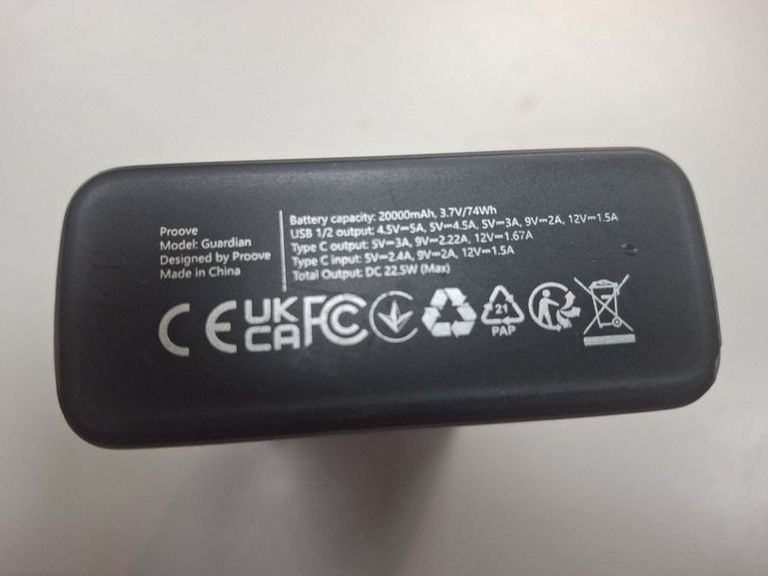 Proove
Model: Guardian
Designed by Proove
Made in China
Battery capacity: 20000mAh, 3.7V/74Wh
USB 1/2 output: 4.5V⎓5A, 5V⎓4.5A, 5V⎓3A, 9V⎓2A, 12V⎓1.5A
Type C output: 5V⎓3A, 9V⎓2.22A, 12V⎓1.67A
Type C input: 5V⎓2.4A, 9V⎓2A, 12V⎓1.5A
Total Output: DC 22.5W (Max)
CE UK CA FC
21
PAP